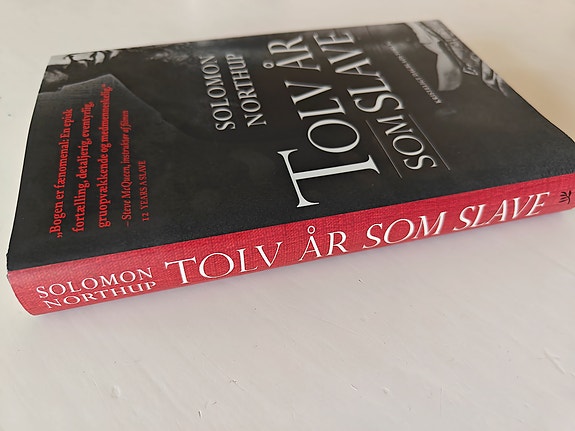 SOLOMON
NORTHUP
TOLV ÅR
SOM SLAVE
„Bogen er fænomenal: En episk
fortælling, detaljerig, eventyrlig,
gruopvækkende og medmenneskelig.“
– Steve McQueen, instruktør af filmen
12 YEARS A SLAVE
SOLOMON
NORTHUP
TOLV ÅR SOM SLAVE